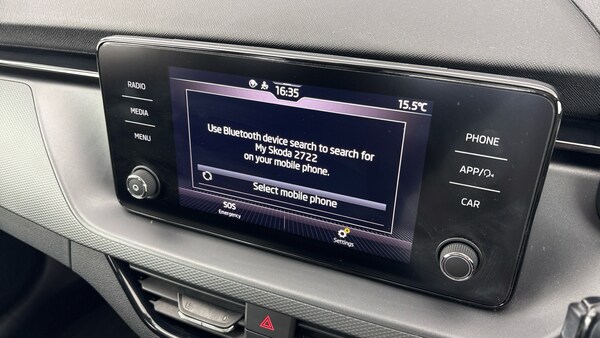 RADIO
MEDIA
MENU
16:35
15.5°C
Use Bluetooth device search to search for
My Skoda 2722
on your mobile phone.
Select mobile phone
SOS
Emergency
Settings
PHONE
APP/
CAR